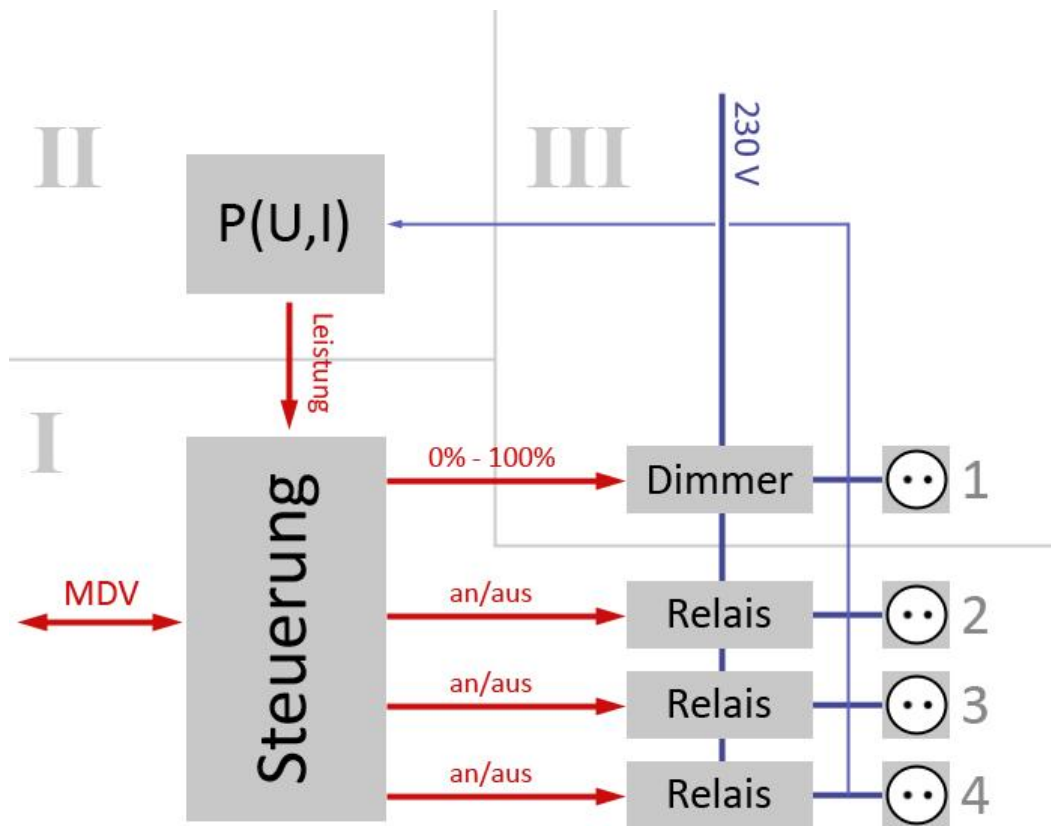 II
III
230 V
P(U,I)
Leistung
I
0% - 100%
Dimmer
1
Steuerung
MDV
an/aus
Relais
2
an/aus
Relais
3
an/aus
Relais
4